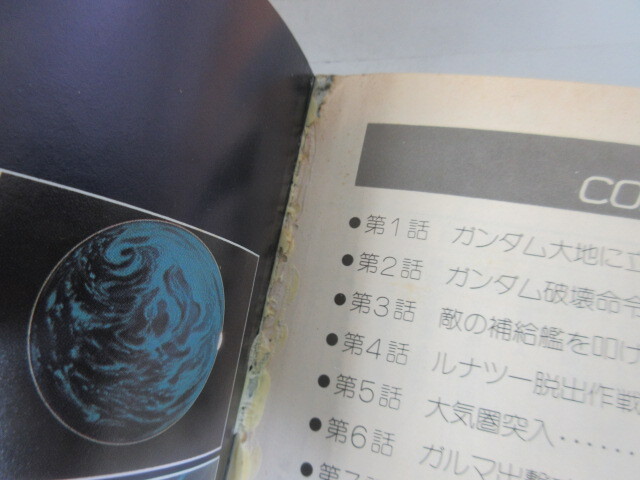 CO
●第1話 ガンダム大地に立
●第2話 ガンダム破壊命令
●第3話 敵の補給艦を叩け
●第4話 ルナツー脱出作戦
●第5話 大気圏突入・・・・・・
●第6話 ガルマ出撃
●第7